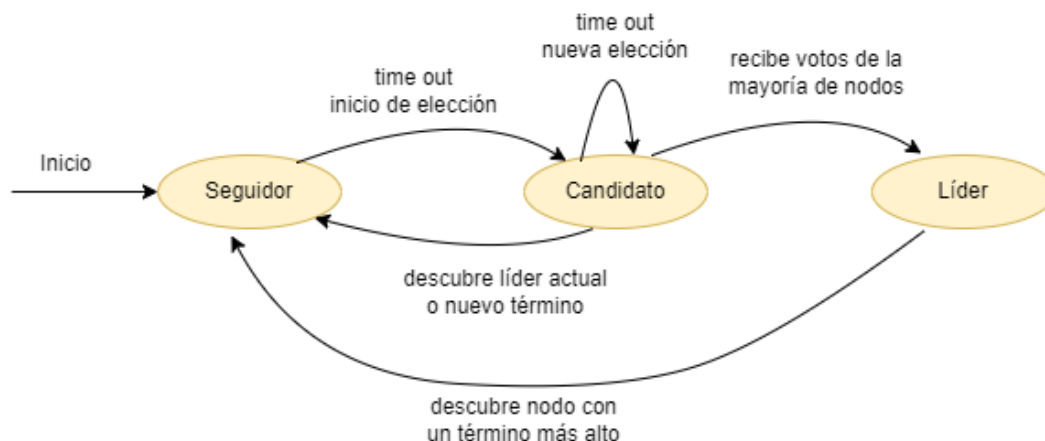 time out
nueva elección
recibe votos de la
mayoría de nodos
time out
inicio de elección
Inicio
Seguidor
Candidato
Líder
descubre líder actual
o nuevo término
descubre nodo con
un término más alto